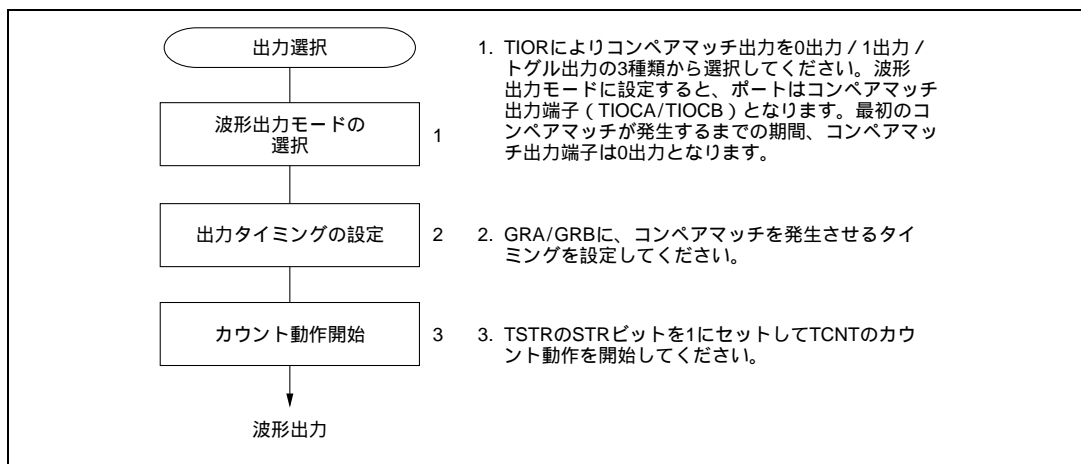 出力選択
波形出力モードの
選択
1
出力タイミングの設定
2
カウント動作開始
3
波形出力
1. TIORによりコンペアマッチ出力を0出力 / 1出力 /
トグル出力の3種類から選択してください。波形
出力モードに設定すると、ポートはコンペアマッチ
出力端子 ( TIOCA/TIOCB ) となります。最初のコ
ンペアマッチが発生するまでの期間、コンペアマッ
チ出力端子は0出力となります。
2. GRA/GRBに、コンペアマッチを発生させるタイ
ミングを設定してください。
3. TSTRのSTRビットを1にセットしてTCNTのカウ
ント動作を開始してください。